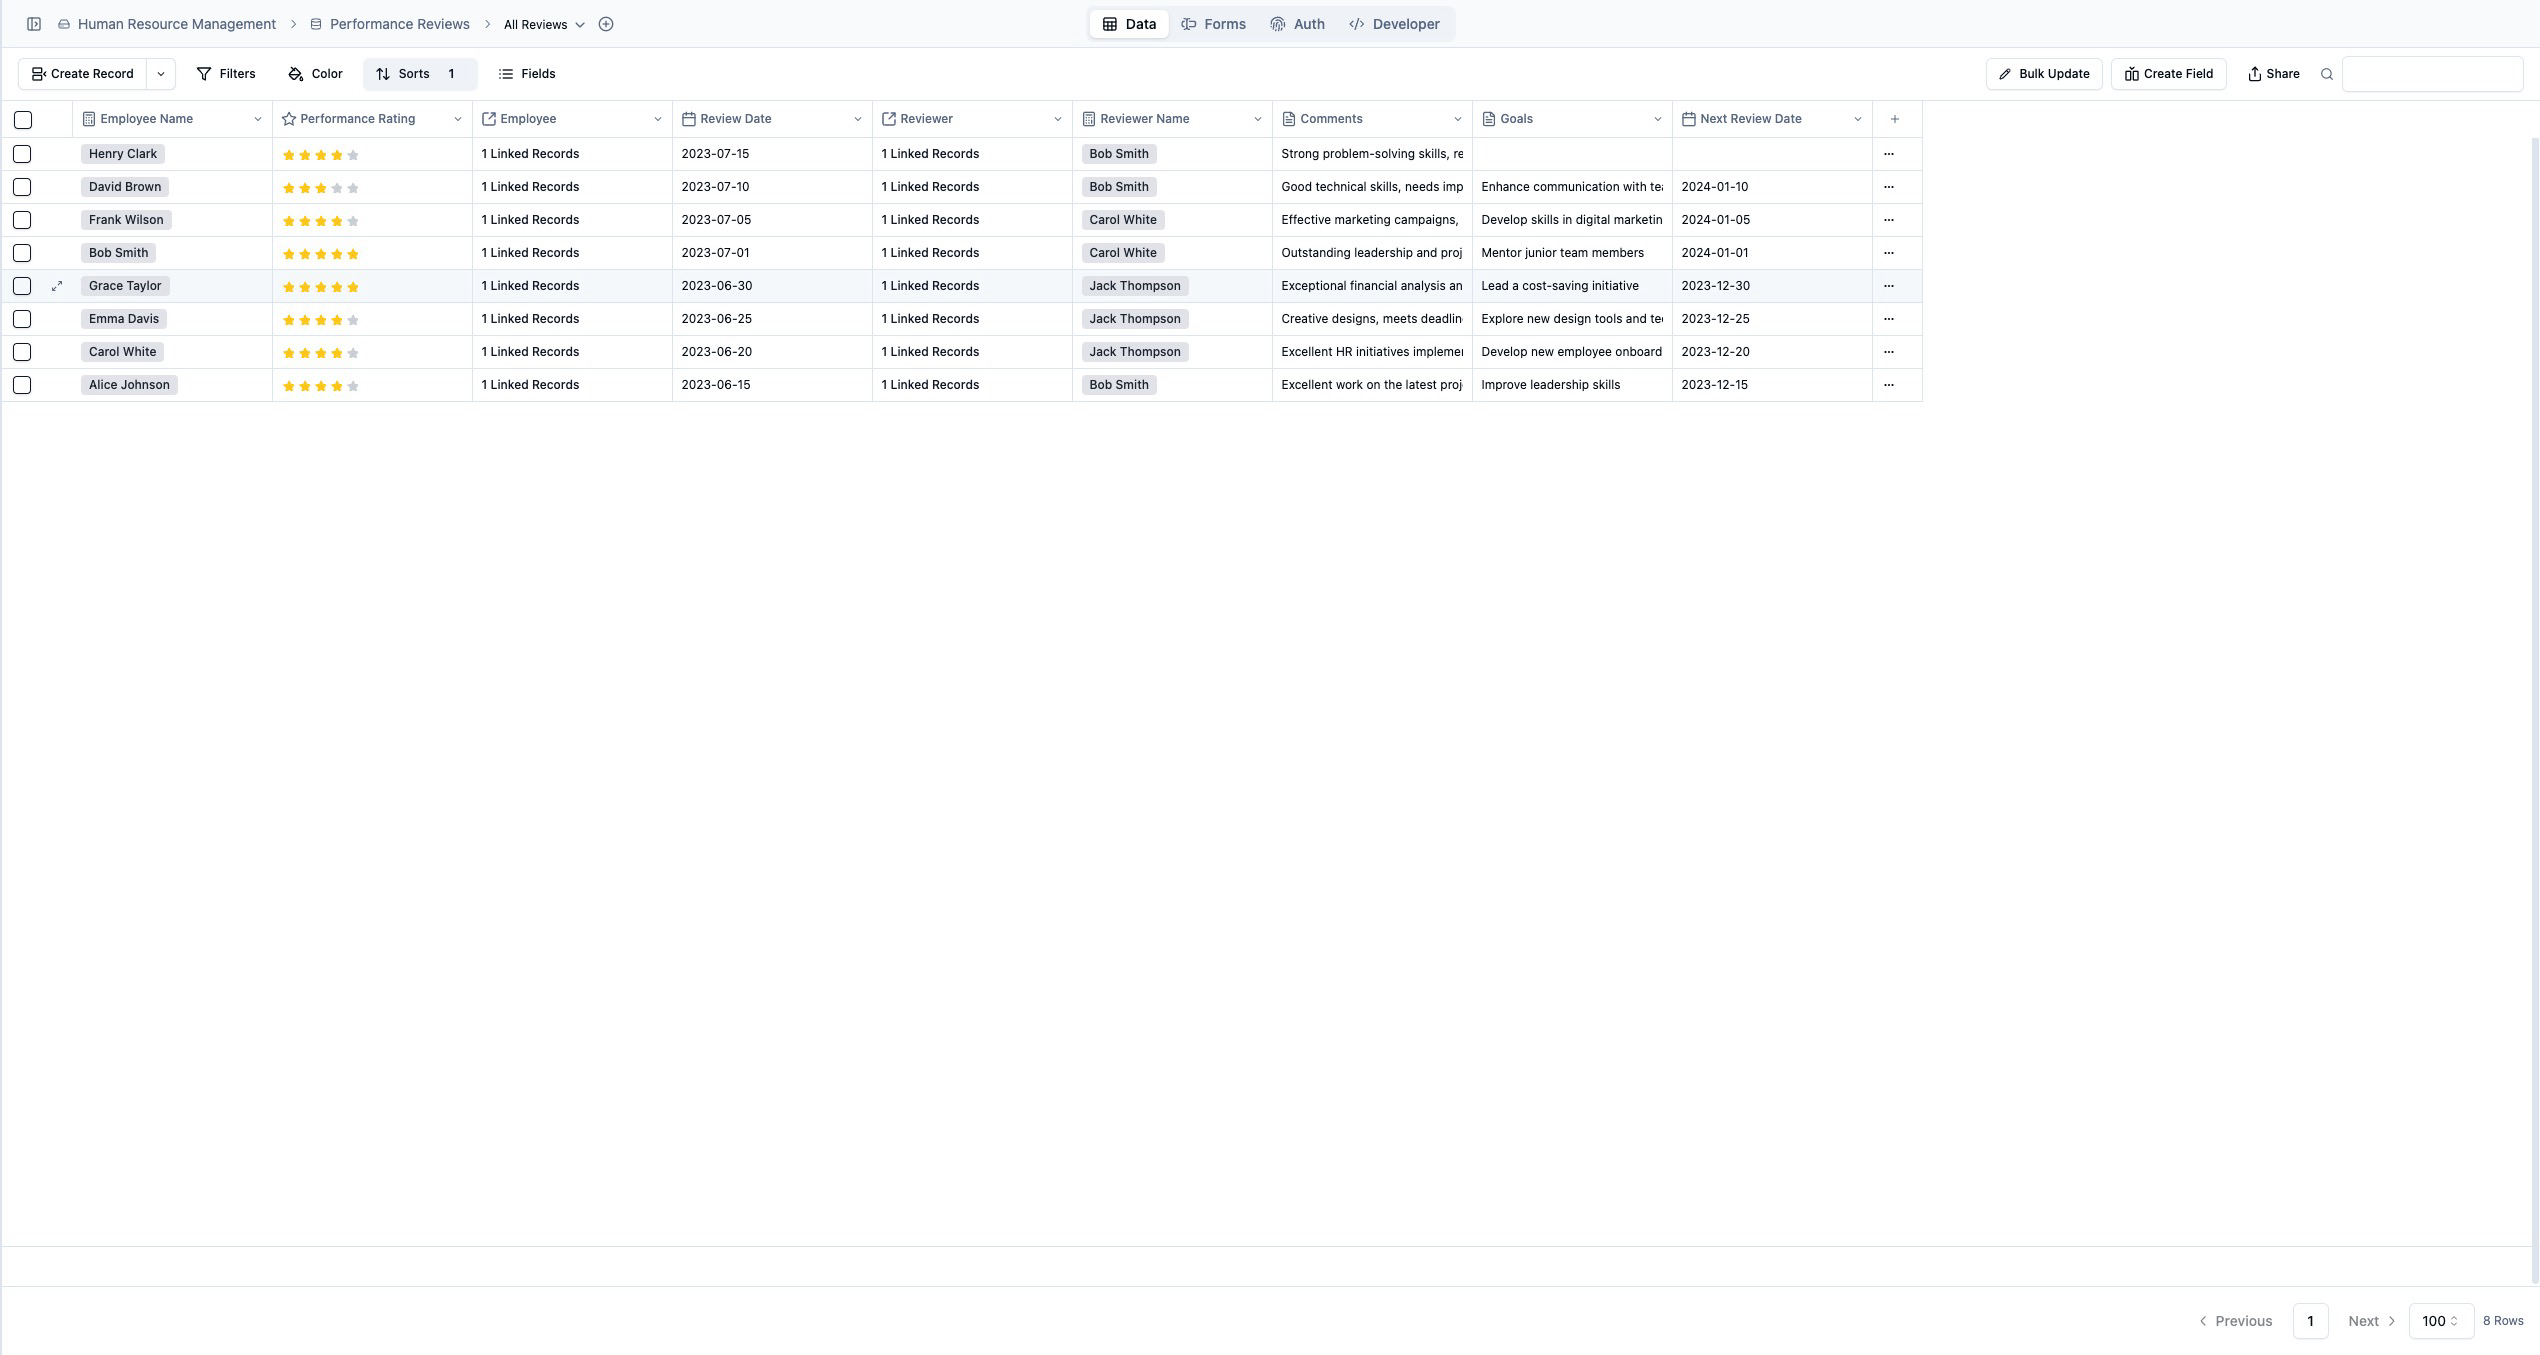 Human Resource Management > Performance Reviews > All Reviews
Data Forms Auth Developer
Create Record Filters Color Sorts 1 Fields Bulk Update Create Field Share
Employee Name Performance Rating Employee Review Date Reviewer Reviewer Name Comments Goals Next Review Date
Henry Clark 1 Linked Records 2023-07-15 1 Linked Records Bob Smith Strong problem-solving skills, re
David Brown 1 Linked Records 2023-07-10 1 Linked Records Bob Smith Good technical skills, needs imp Enhance communication with tea 2024-01-10
Frank Wilson 1 Linked Records 2023-07-05 1 Linked Records Carol White Effective marketing campaigns, Develop skills in digital marketin 2024-01-05
Bob Smith 1 Linked Records 2023-07-01 1 Linked Records Carol White Outstanding leadership and proj Mentor junior team members 2024-01-01
Grace Taylor 1 Linked Records 2023-06-30 1 Linked Records Jack Thompson Exceptional financial analysis an Lead a cost-saving initiative 2023-12-30
Emma Davis 1 Linked Records 2023-06-25 1 Linked Records Jack Thompson Creative designs, meets deadlin Explore new design tools and tec 2023-12-25
Carol White 1 Linked Records 2023-06-20 1 Linked Records Jack Thompson Excellent HR initiatives implemen Develop new employee onboard 2023-12-20
Alice Johnson 1 Linked Records 2023-06-15 1 Linked Records Bob Smith Excellent work on the latest proj Improve leadership skills 2023-12-15
Previous 1 Next 100 8 Rows